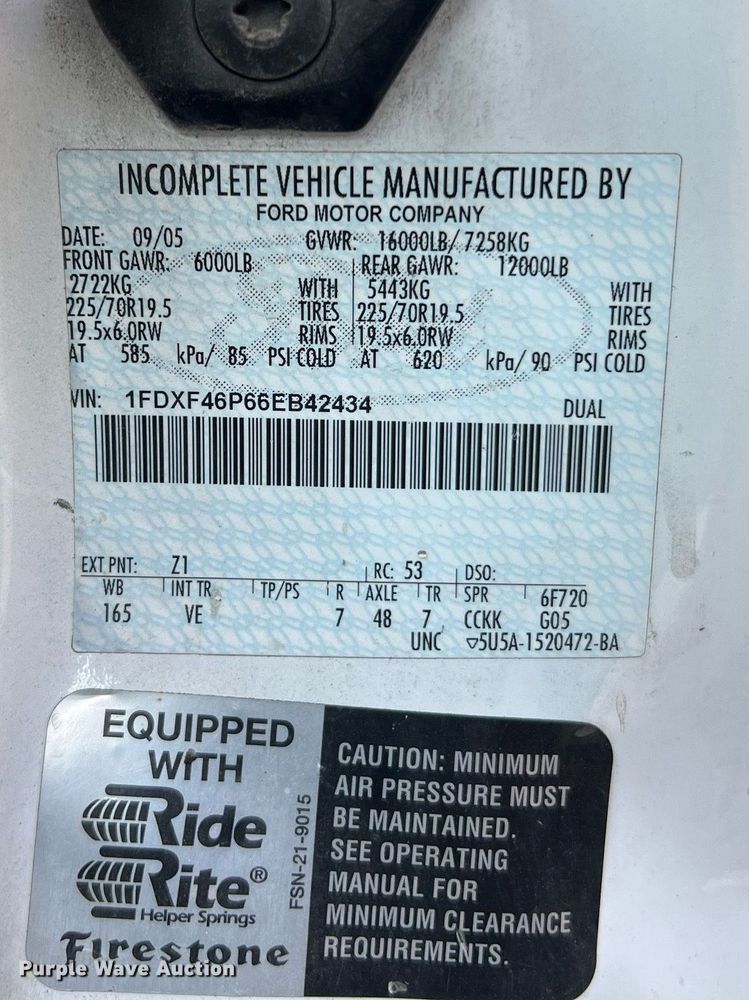 INCOMPLETE VEHICLE MANUFACTURED BY
FORD MOTOR COMPANY
DATE: 09/05 GVWR: 16000LB/ 7258KG
FRONT GAWR: 6000LB REAR GAWR: 12000LB
2722KG WITH 5443KG WITH
225/70R19.5 TIRES 225/70R19.5 TIRES
19.5x6.0RW RIMS 19.5x6.0RW RIMS
AT 585 kPa/ 85 PSI COLD AT 620 kPa/ 90 PSI COLD
VIN: 1FDXF46P66EB42434 DUAL
EXT PNT: Z1 RC: 53 DSO:
WB INT TR TP/PS R AXLE TR SPR 6F720
165 VE 7 48 7 CCKK G05
UNC ▽5U5A-1520472-BA
EQUIPPED
WITH
Ride
Rite®
Helper Springs
Firestone
FSN-21-9015
CAUTION: MINIMUM
AIR PRESSURE MUST
BE MAINTAINED.
SEE OPERATING
MANUAL FOR
MINIMUM CLEARANCE
REQUIREMENTS.
Purple Wave Auction